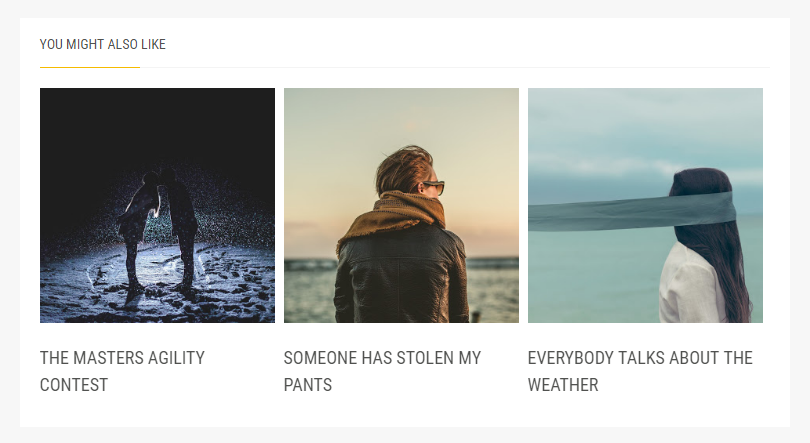 YOU MIGHT ALSO LIKE
THE MASTERS AGILITY
CONTEST
SOMEONE HAS STOLEN MY
PANTS
EVERYBODY TALKS ABOUT THE
WEATHER